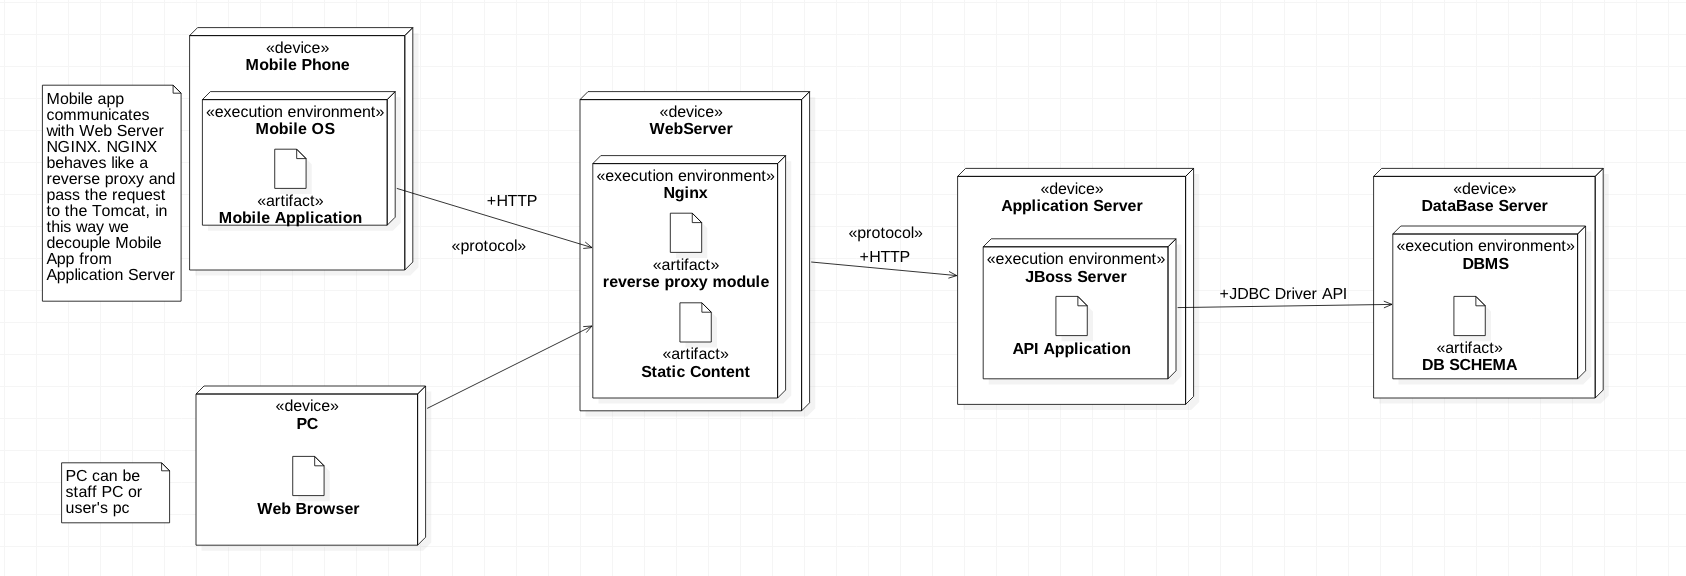 Mobile app
communicates
with Web Server
NGINX. NGINX
behaves like a
reverse proxy and
pass the request
to the Tomcat, in
this way we
decouple Mobile
App from
Application Server
«device»
Mobile Phone
«execution environment»
Mobile OS
«artifact»
Mobile Application
+HTTP
«protocol»
PC can be
staff PC or
user's pc
«device»
PC
Web Browser
«device»
WebServer
«execution environment»
Nginx
«artifact»
reverse proxy module
«artifact»
Static Content
«protocol»
+HTTP
«device»
Application Server
«execution environment»
JBoss Server
API Application
+JDBC Driver API
«device»
DataBase Server
«execution environment»
DBMS
«artifact»
DB SCHEMA